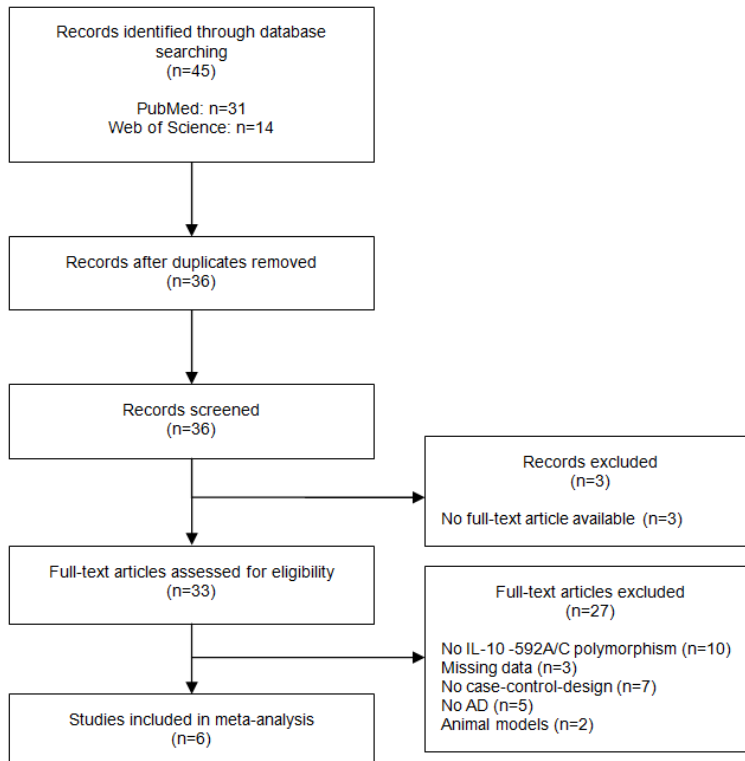 Records identified through database
searching
(n=45)
PubMed: n=31
Web of Science: n=14
Records after duplicates removed
(n=36)
Records screened
(n=36)
Records excluded
(n=3)
No full-text article available (n=3)
Full-text articles assessed for eligibility
(n=33)
Full-text articles excluded
(n=27)
No IL-10 -592A/C polymorphism (n=10)
Missing data (n=3)
No case-control-design (n=7)
No AD (n=5)
Animal models (n=2)
Studies included in meta-analysis
(n=6)